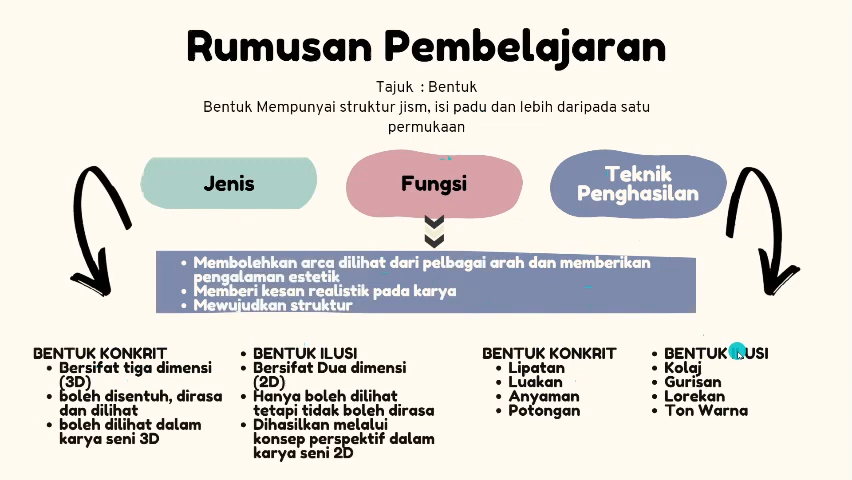 Rumusan Pembelajaran
Tajuk : Bentuk
Bentuk Mempunyai struktur jism, isi padu dan lebih daripada satu
permukaan
Jenis
Fungsi
Teknik
Penghasilan
• Membolehkan arca dilihat dari pelbagai arah dan memberikan
pengalaman estetik
• Memberi kesan realistik pada karya
• Mewujudkan struktur
BENTUK KONKRIT
• Bersifat tiga dimensi
(3D)
• boleh disentuh, dirasa
dan dilihat
• boleh dilihat dalam
karya seni 3D
• BENTUK ILUSI
• Bersifat Dua dimensi
(2D)
• Hanya boleh dilihat
tetapi tidak boleh dirasa
• Dihasilkan melalui
konsep perspektif dalam
karya seni 2D
BENTUK KONKRIT
• Lipatan
• Luakan
• Anyaman
• Potongan
• BENTUK ILUSI
• Kolaj
• Gurisan
• Lorekan
• Ton Warna